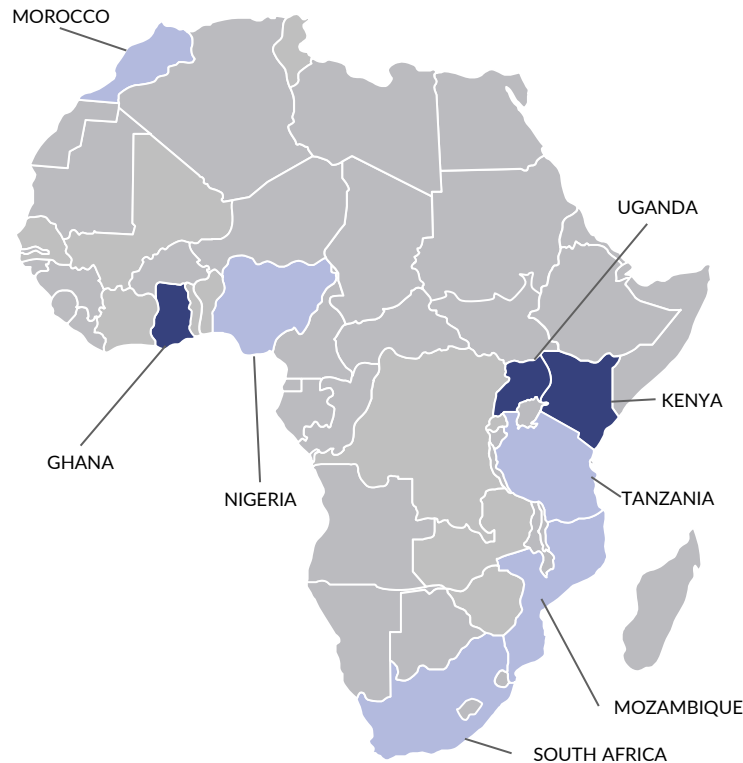 MOROCCO
UGANDA
KENYA
GHANA
NIGERIA
TANZANIA
MOZAMBIQUE
SOUTH AFRICA